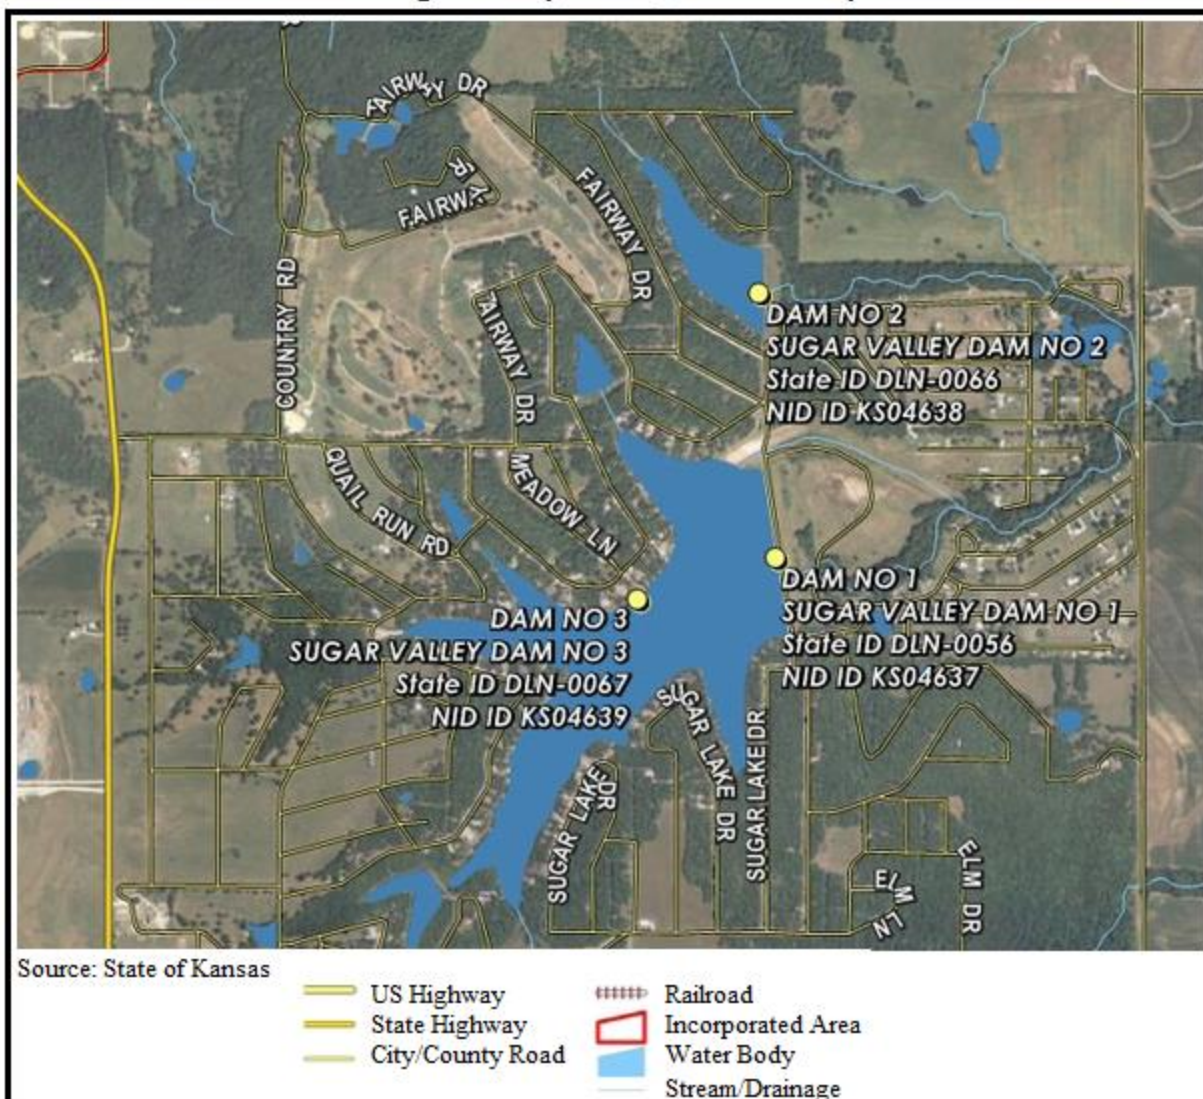 FAIRWAY DR
FAIRWAY
FAIRWAY DR
COUNTRY RD
DAM NO 2
SUGAR VALLEY DAM NO 2
State ID DLN-0066
NID ID KS04638
AIRWAY DR
QUAIL RUN RD
MEADOW LN
DAM NO 1
SUGAR VALLEY DAM NO 1
State ID DLN-0056
NID ID KS04637
DAM NO 3
SUGAR VALLEY DAM NO 3
State ID DLN-0067
NID ID KS04639
SUGAR LAKE DR
SUGAR LAKE DR
SUGAR LAKE DR
ELM DR
ELM LN
Source: State of Kansas
US Highway
State Highway
City/County Road
Railroad
Incorporated Area
Water Body
Stream/Drainage